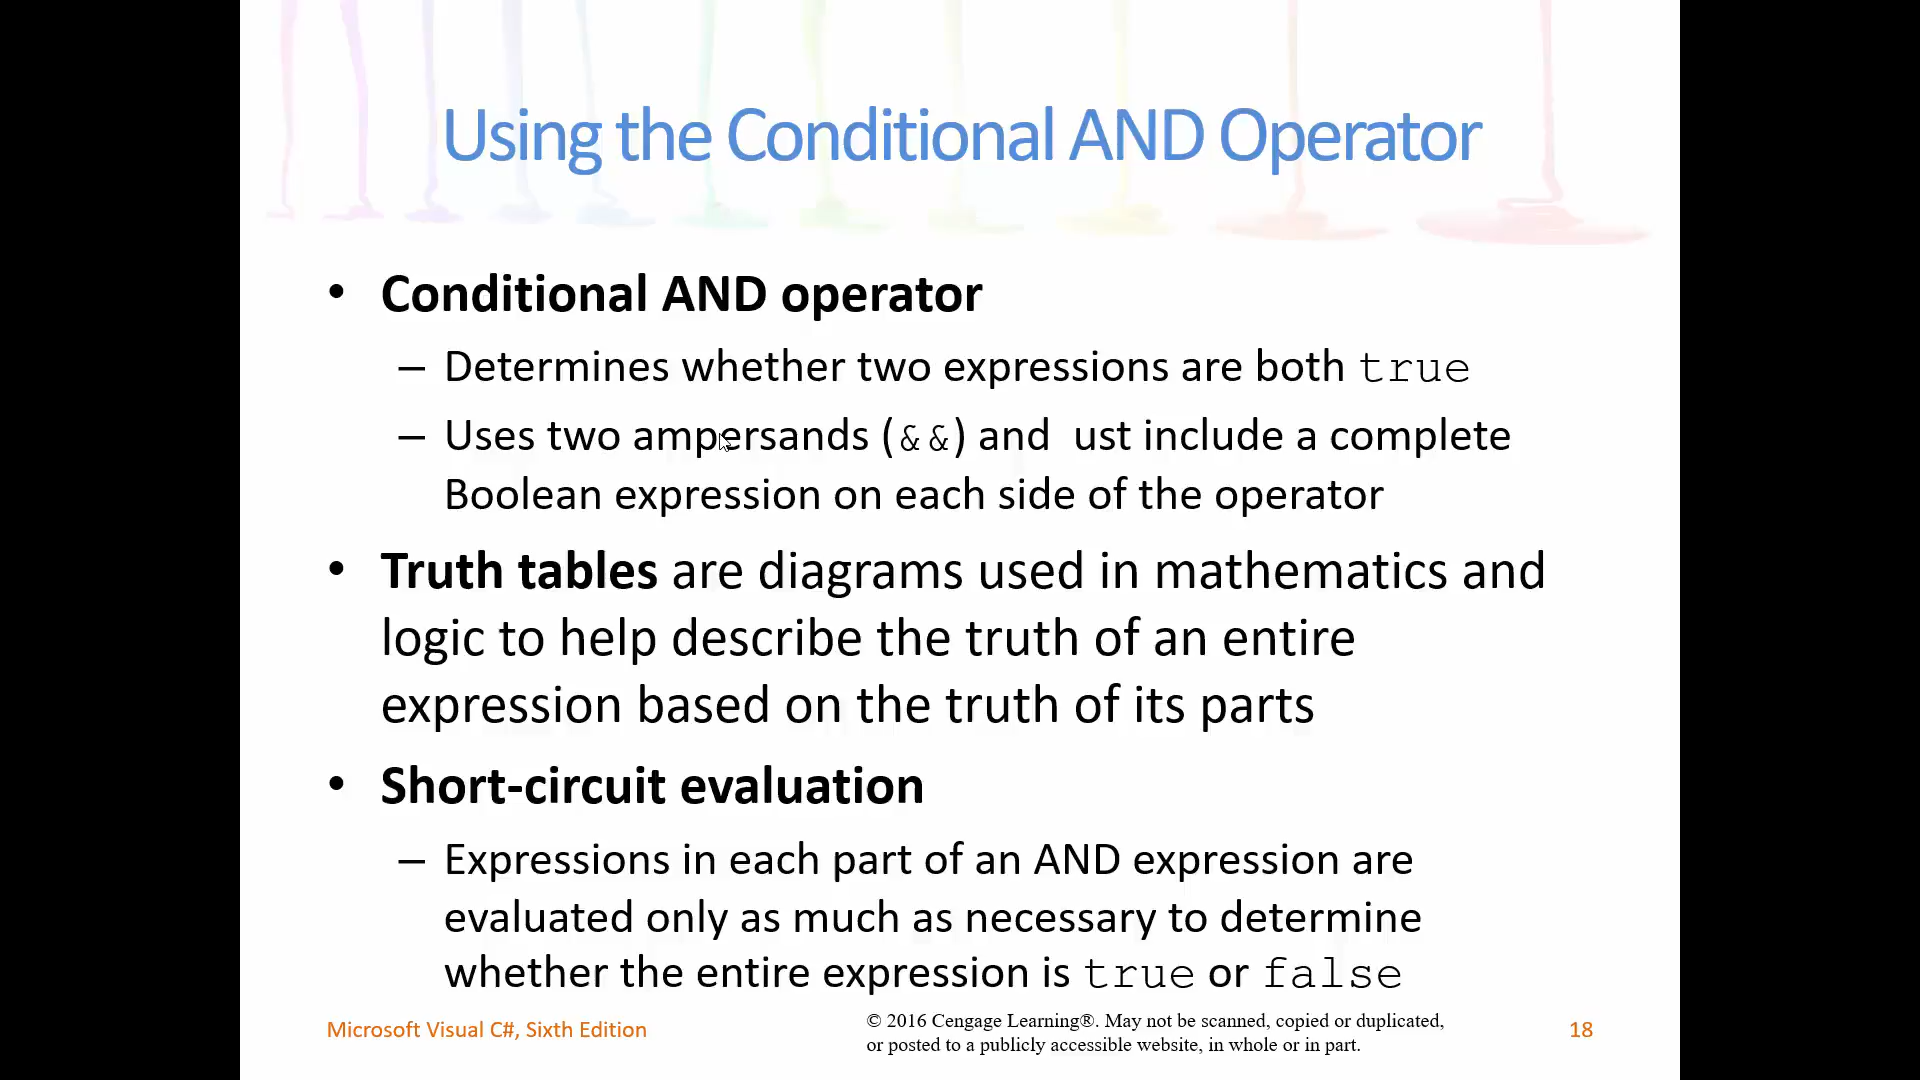 Using the Conditional AND Operator
• Conditional AND operator
– Determines whether two expressions are both true
– Uses two ampersands (&&) and  ust include a complete
Boolean expression on each side of the operator
• Truth tables are diagrams used in mathematics and
logic to help describe the truth of an entire
expression based on the truth of its parts
• Short-circuit evaluation
– Expressions in each part of an AND expression are
evaluated only as much as necessary to determine
whether the entire expression is true or false
Microsoft Visual C#, Sixth Edition
© 2016 Cengage Learning®. May not be scanned, copied or duplicated,
or posted to a publicly accessible website, in whole or in part.
18